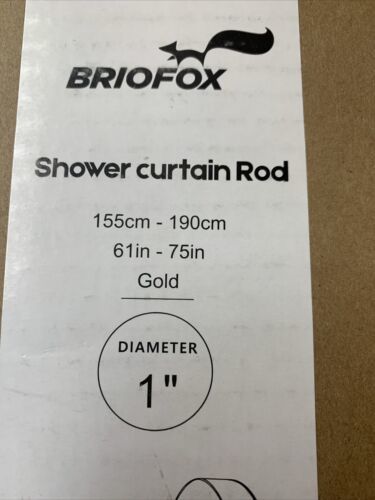 BRIOFOX
Shower curtain Rod
155cm - 190cm
61in - 75in
Gold
DIAMETER
1"